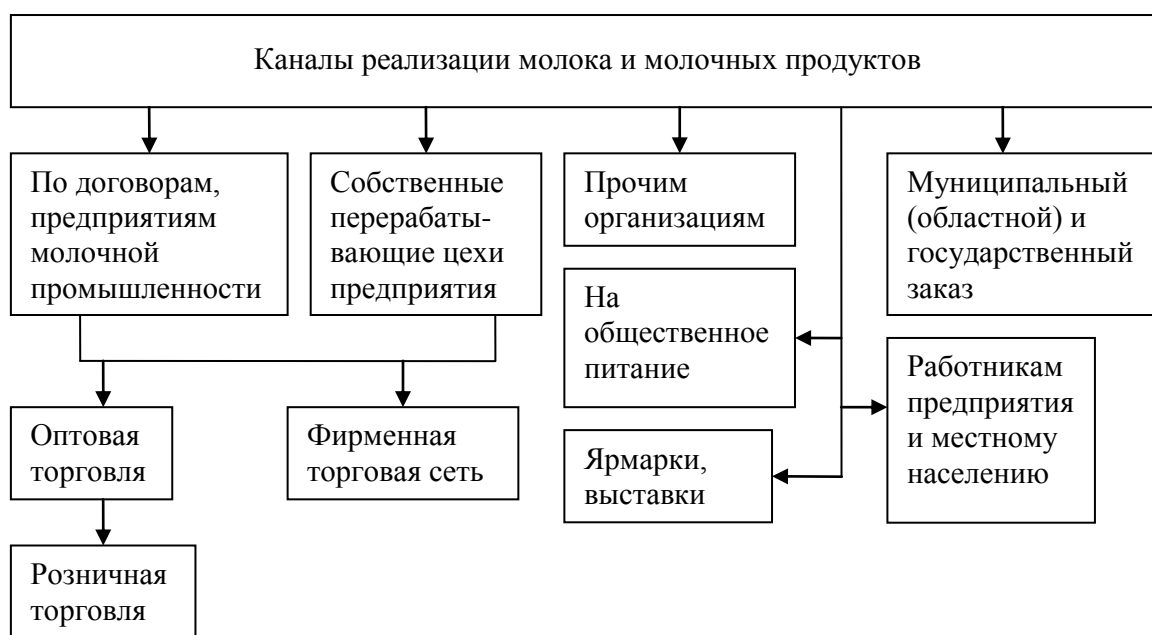 Каналы реализации молока и молочных продуктов
По договорам,
предприятиям
молочной
промышленности
Собственные
перерабаты-
вающие цехи
предприятия
Прочим
организациям
Муниципальный
(областной) и
государственный
заказ
На
общественное
питание
Работникам
предприятия
и местному
населению
Оптовая
торговля
Фирменная
торговая сеть
Ярмарки,
выставки
Розничная
торговля